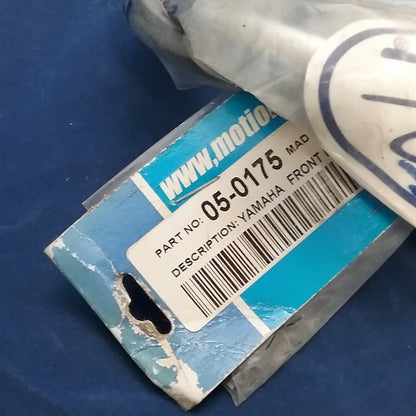 www.motio
PART NO: 05-0175 MAD
DESCRIPTION: YAMAHA FRONT